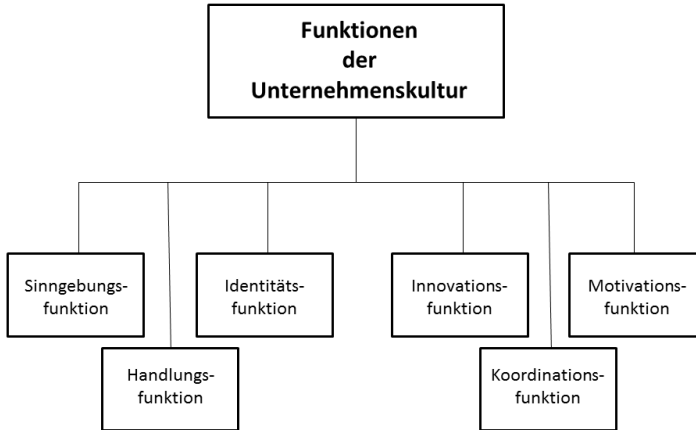 Funktionen
der
Unternehmenskultur
Sinngebungs-
funktion
Identitäts-
funktion
Innovations-
funktion
Motivations-
funktion
Handlungs-
funktion
Koordinations-
funktion